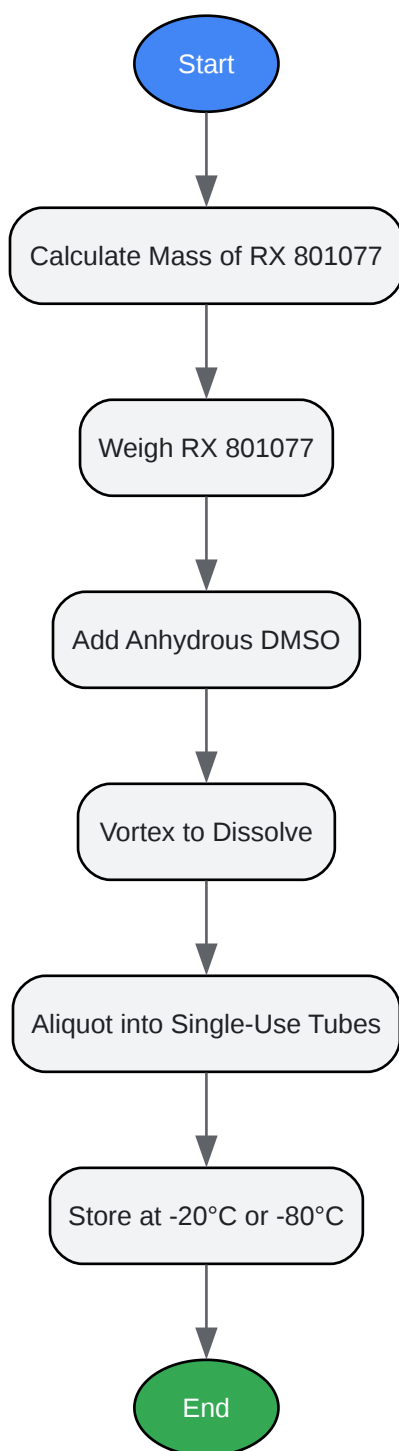 Start
Calculate Mass of RX 801077
Weigh RX 801077
Add Anhydrous DMSO
Vortex to Dissolve
Aliquot into Single-Use Tubes
Store at -20°C or -80°C
End